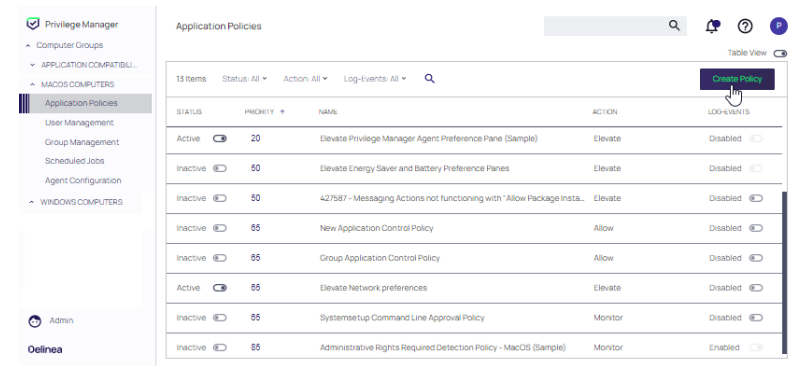 Privilege Manager
Application Policies
P
Computer Groups
Table View
APPLICATION COMPATIBILI...
MACOS COMPUTERS
Application Policies
User Management
Group Management
Scheduled Jobs
Agent Configuration
WINDOWS COMPUTERS
Admin
Delinea
13 Items Status: All Action: All Log-Events: All
Create Policy
STATUS PRIORITY NAME ACTION LOG-EVENTS
Active 20 Elevate Privilege Manager Agent Preference Pane (Sample) Elevate Disabled
Inactive 50 Elevate Energy Saver and Battery Preference Panes Elevate Disabled
Inactive 50 427587 - Messaging Actions not functioning with "Allow Package Insta... Elevate Disabled
Inactive 65 New Application Control Policy Allow Disabled
Inactive 65 Group Application Control Policy Allow Disabled
Active 65 Elevate Network preferences Elevate Disabled
Inactive 65 Systemsetup Command Line Approval Policy Monitor Disabled
Inactive 85 Administrative Rights Required Detection Policy - MacOS (Sample) Monitor Enabled